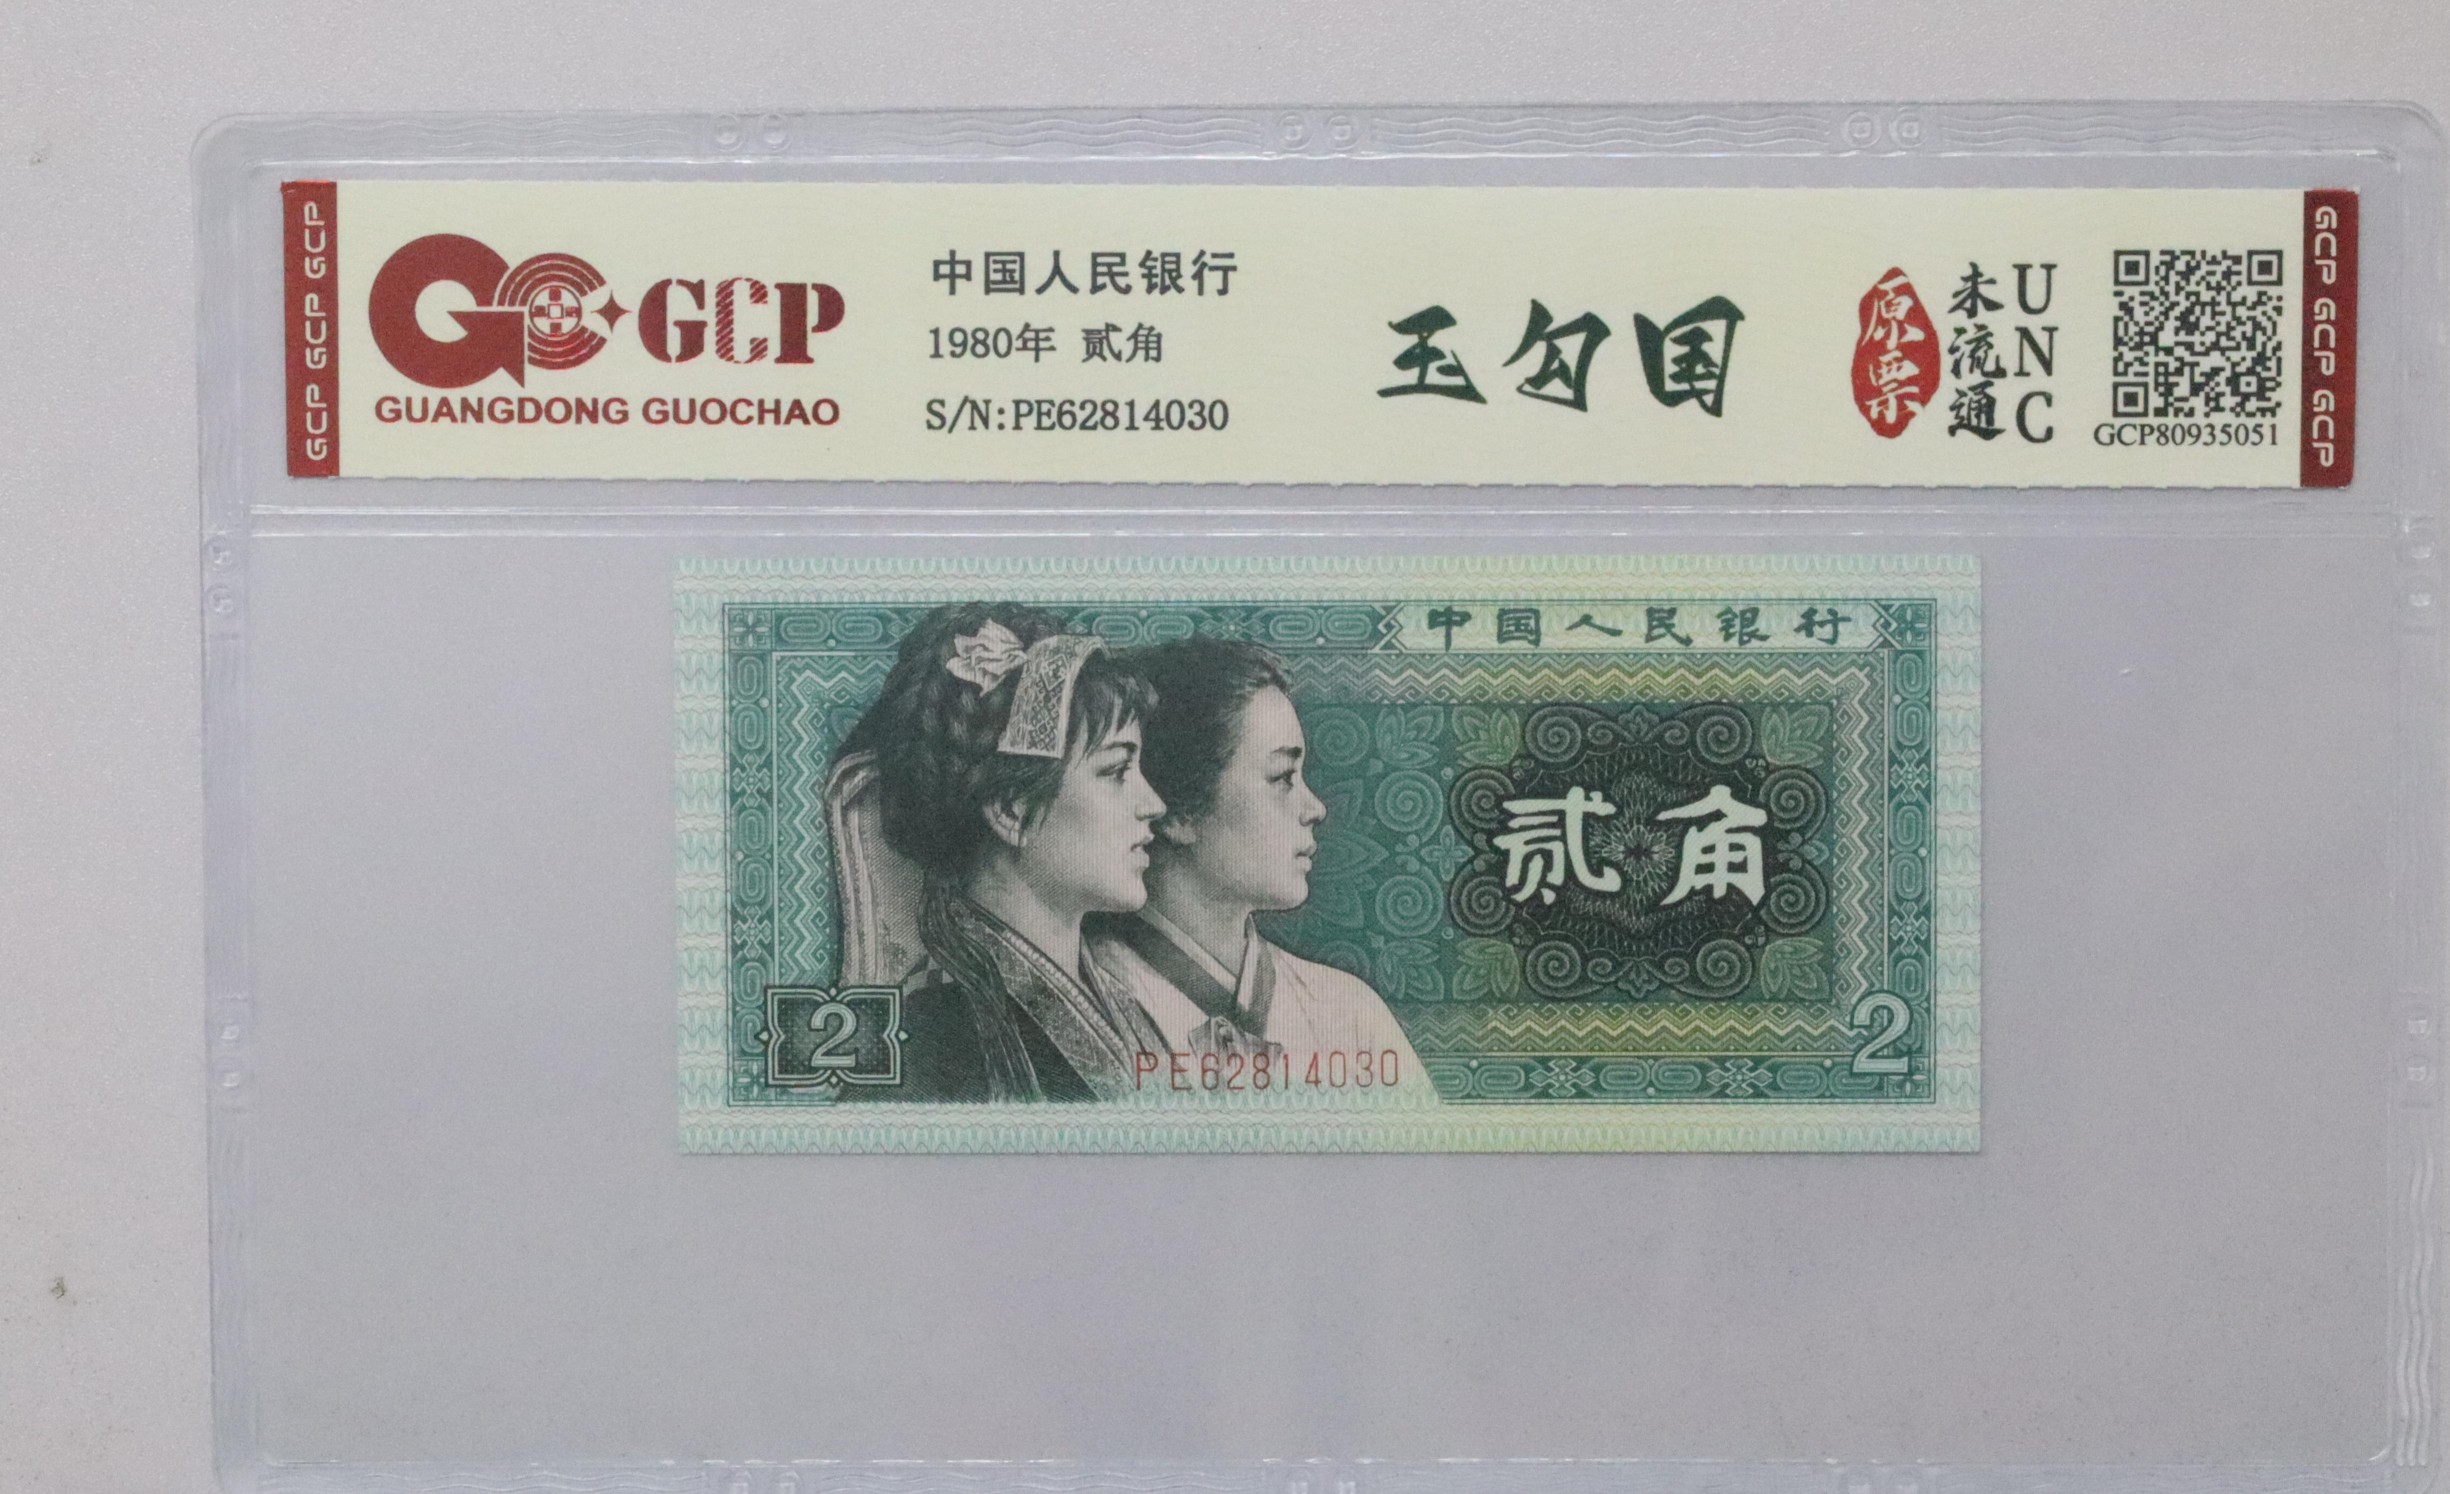 GCP GCP GCP GCP
GCP
GUANGDONG GUOCHAO
中国人民银行
1980年 贰角
S/N:PE62814030
玉勾国
原票
未流通
UNC
GCP80935051
GCP GCP GCP GCP
中国人民银行
贰角
2
2
PE62814030